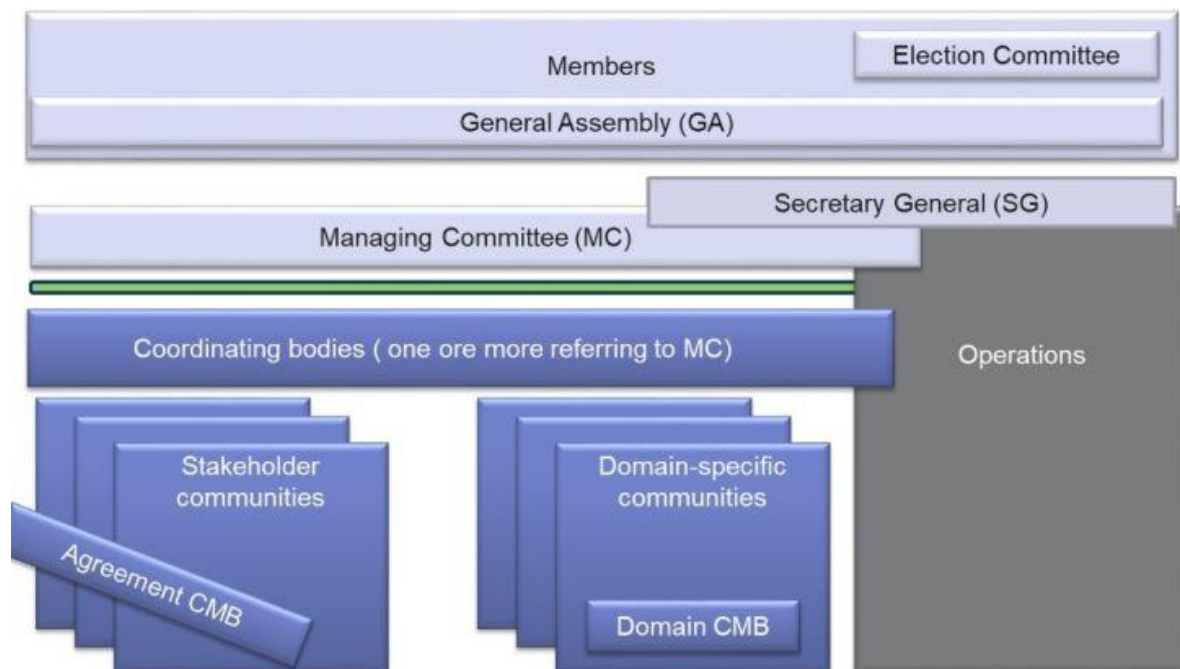 Election Committee
Members
General Assembly (GA)
Secretary General (SG)
Managing Committee (MC)
Coordinating bodies ( one ore more referring to MC)
Operations
Stakeholder
communities
Domain-specific
communities
Agreement CMB
Domain CMB